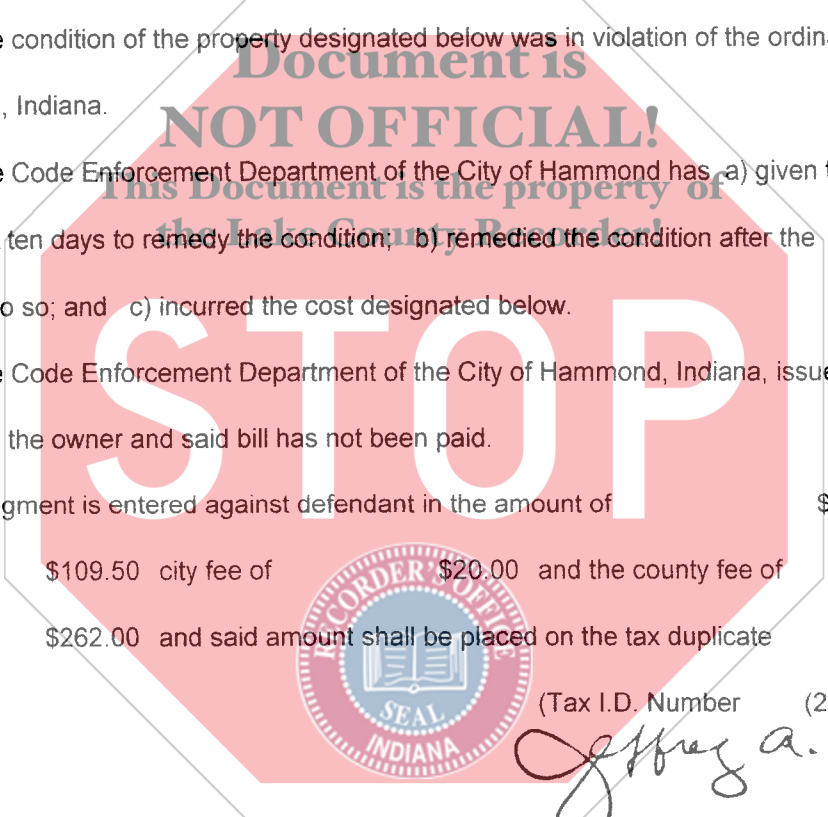 e condition of the property designated below was in violation of the ordin
Document is
, Indiana.
NOT OFFICIAL!
e Code Enforcement Department of the City of Hammond has a) given t
This Document is the property of
ten days to remedy the condition; b) remedied the condition after the
the Lake County Recorder!
o so; and c) incurred the cost designated below.
STOP
e Code Enforcement Department of the City of Hammond, Indiana, issue
the owner and said bill has not been paid.
gment is entered against defendant in the amount of $
$109.50 city fee of $20.00 and the county fee of
$262.00 and said amount shall be placed on the tax duplicate
RECORDER'S OFFICE
SEAL
INDIANA
(Tax I.D. Number (2
Jeffrey a.